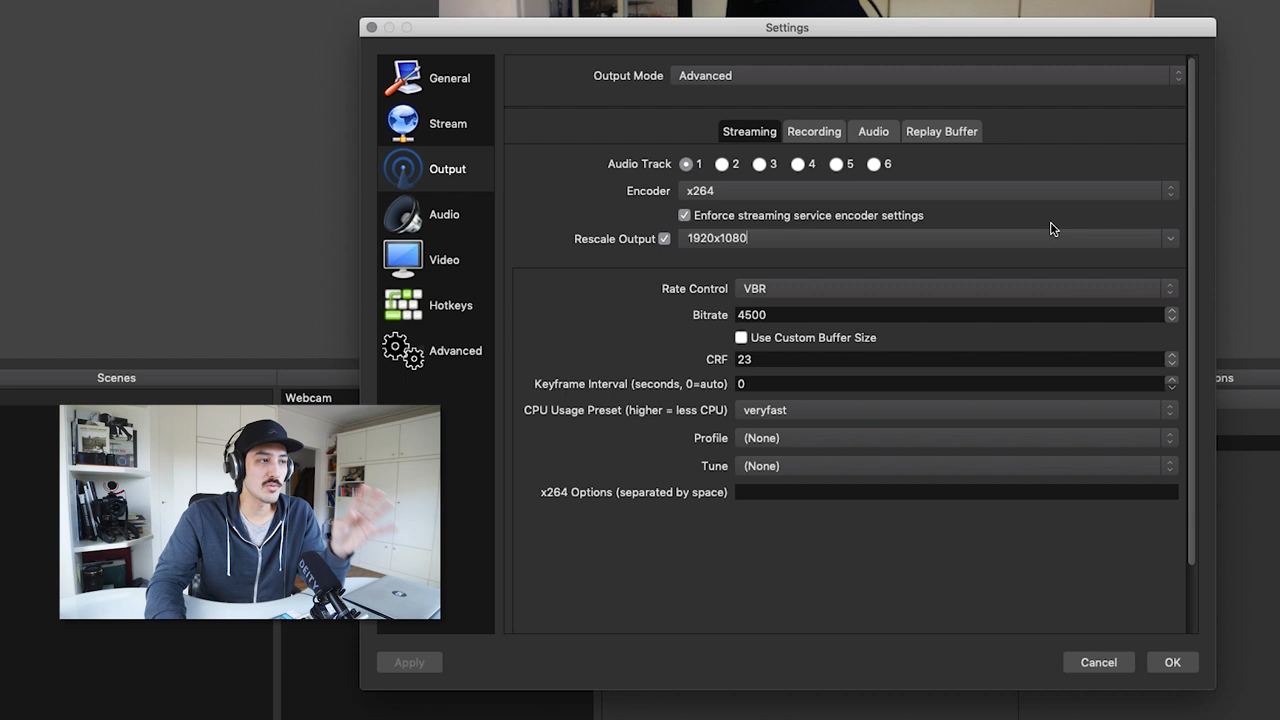 Settings
General
Stream
Output
Audio
Video
Hotkeys
Advanced
Output Mode Advanced
Streaming Recording Audio Replay Buffer
Audio Track 1 2 3 4 5 6
Encoder x264
Enforce streaming service encoder settings
Rescale Output 1920x1080
Rate Control VBR
Bitrate 4500
Use Custom Buffer Size
CRF 23
Keyframe Interval (seconds, 0=auto) 0
CPU Usage Preset (higher = less CPU) veryfast
Profile (None)
Tune (None)
x264 Options (separated by space)
Apply Cancel OK
Scenes
Webcam
ons
DEITY